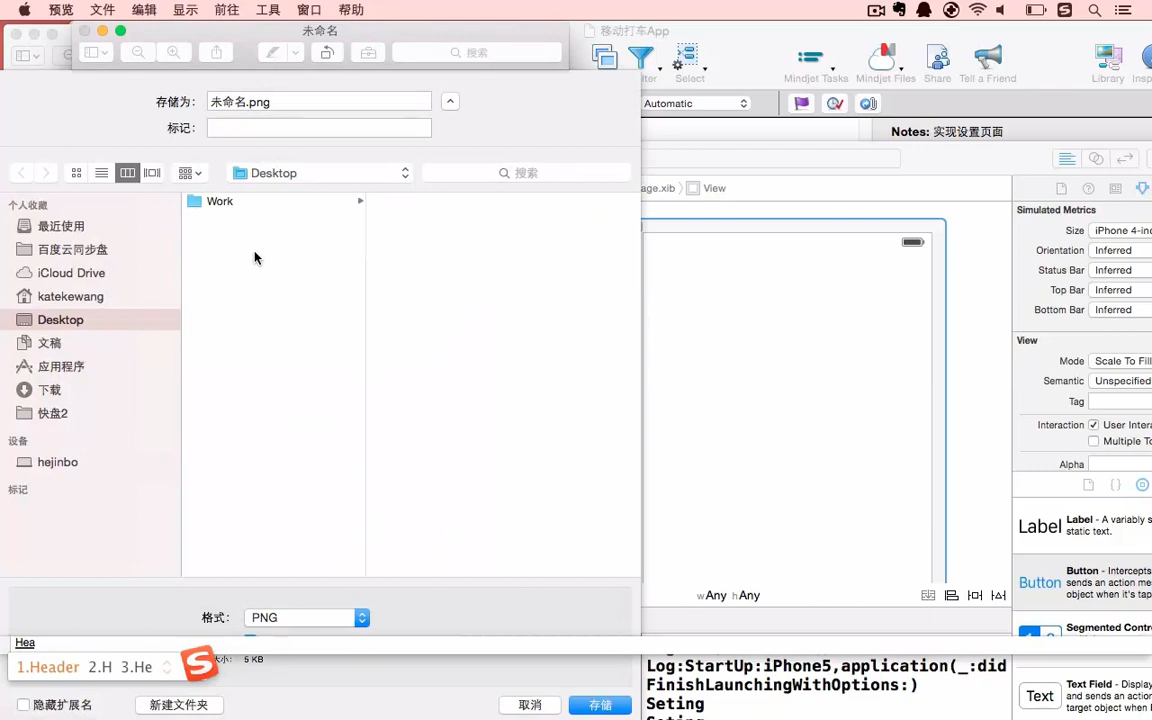 预览 文件 编辑 显示 前往 工具 窗口 帮助
未命名
移动打车App
搜索
Select
Mindjet Tasks
Mindjet Files
Share
Tell a Friend
Library
存储为: 未命名.png
Automatic
标记:
Notes: 实现设置页面
Desktop
搜索
View
个人收藏
最近使用
百度云同步盘
iCloud Drive
katekewang
Desktop
文稿
应用程序
下载
快盘2
设备
hejinbo
标记
Work
Simulated Metrics
Size iPhone 4-in
Orientation Inferred
Status Bar Inferred
Top Bar Inferred
Bottom Bar Inferred
View
Mode Scale To Fill
Semantic Unspecified
Tag
Interaction User Intera
Multiple To
Alpha
Label Label - A variably s
static text.
Button Button - Intercepts
sends an action me
object when it's tap
Segmented Contr
Text Text Field - Display
and sends an action
target object when
wAny hAny
格式: PNG
Hea
1.Header 2.H 3.He
5 KB
隐藏扩展名
新建文件夹
取消
存储
Log:StartUp:iPhone5,application(_:did
FinishLaunchingWithOptions:)
Seting